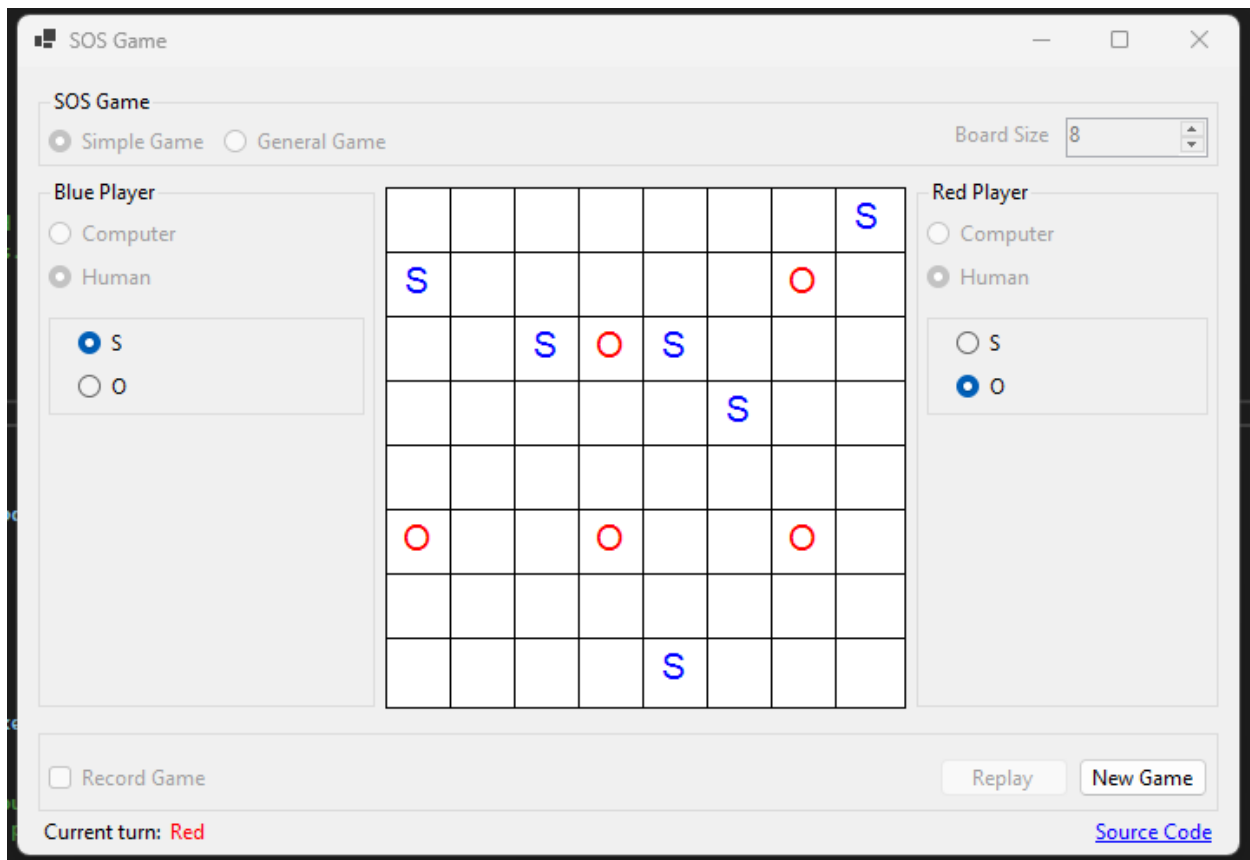 SOS Game
SOS Game
Simple Game General Game Board Size 8
Blue Player
Computer
Human
S
O
S
S O
S O S
S
O O O
S
Red Player
Computer
Human
S
O
Record Game Replay New Game
Current turn: Red Source Code